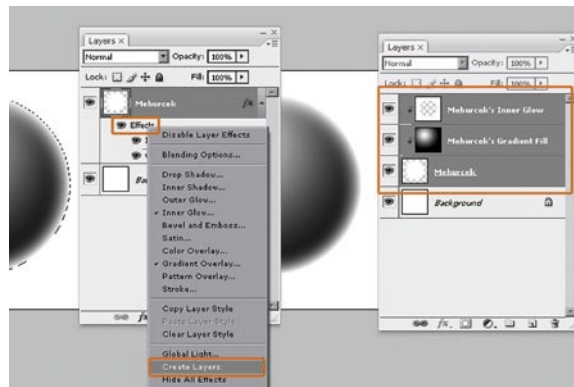 Layers ×
Normal
Opacity: 100%
Lock:
Fill: 100%
Mehurcek
Effects
Disable Layer Effects
Blending Options...
Drop Shadow...
Inner Shadow...
Outer Glow...
Inner Glow...
Bevel and Emboss...
Satin...
Color Overlay...
Gradient Overlay...
Pattern Overlay...
Stroke...
Copy Layer Style
Paste Layer Style
Clear Layer Style
Global Light...
Create Layers
Hide All Effects
Layers ×
Normal
Opacity: 100%
Lock:
Fill: 100%
Mehurcek's Inner Glow
Mehurcek's Gradient Fill
Mehurcek
Background